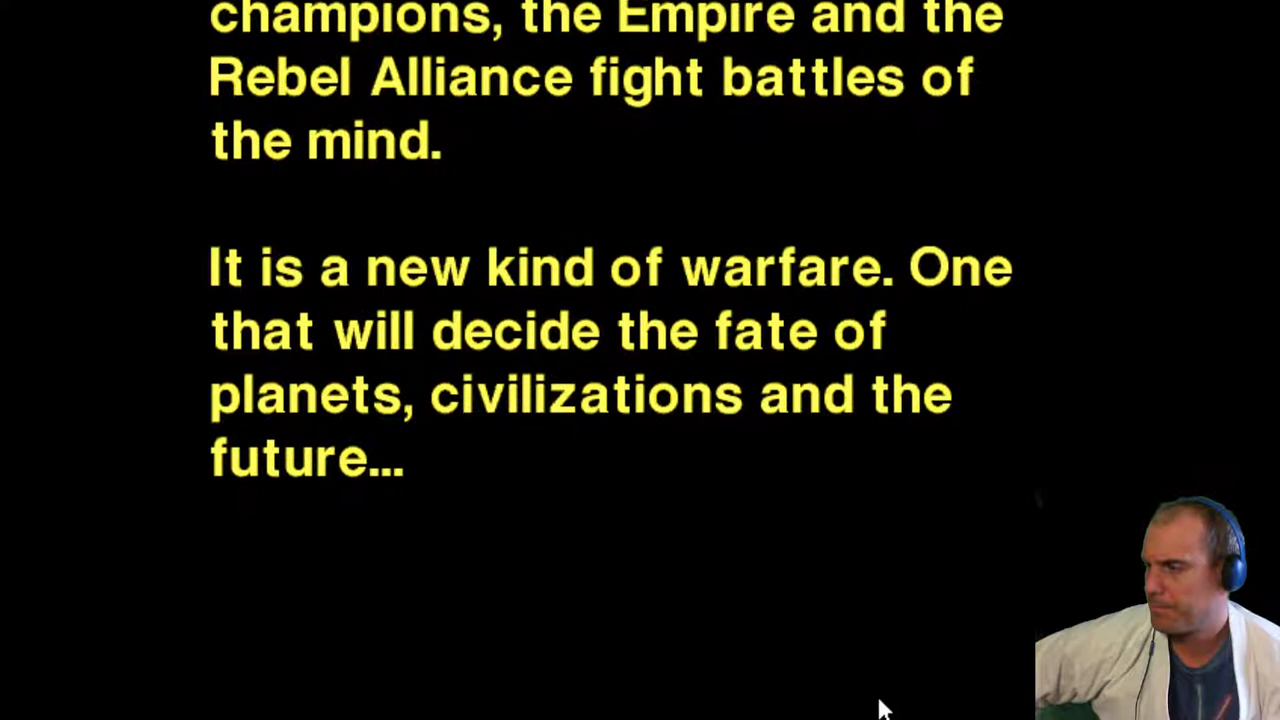 champions, the Empire and the
Rebel Alliance fight battles of
the mind.
It is a new kind of warfare. One
that will decide the fate of
planets, civilizations and the
future...